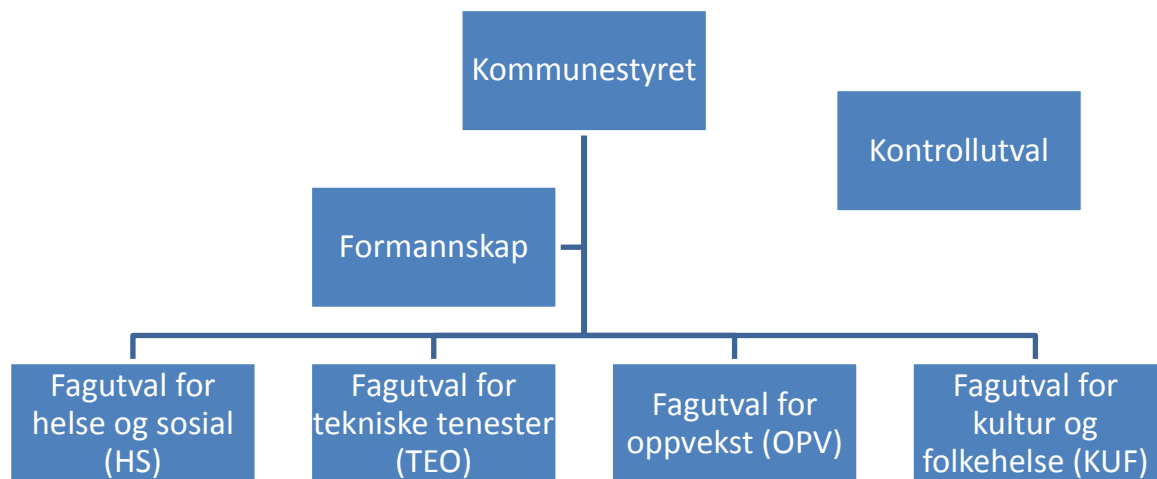 Kommunestyret
Kontrollutval
Formannskap
Fagutval for
helse og sosial
(HS)
Fagutval for
tekniske tenester
(TEO)
Fagutval for
oppvekst (OPV)
Fagutval for
kultur og
folkehelse (KUF)